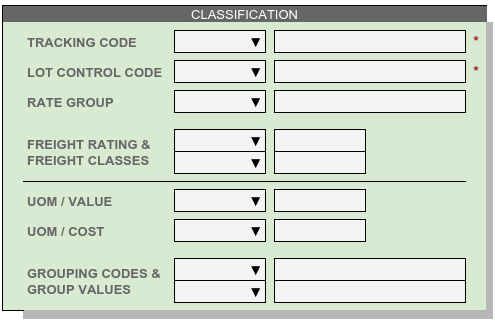 CLASSIFICATION
TRACKING CODE ▼ *
LOT CONTROL CODE ▼ *
RATE GROUP ▼
FREIGHT RATING & ▼
FREIGHT CLASSES ▼
UOM / VALUE ▼
UOM / COST ▼
GROUPING CODES & ▼
GROUP VALUES ▼